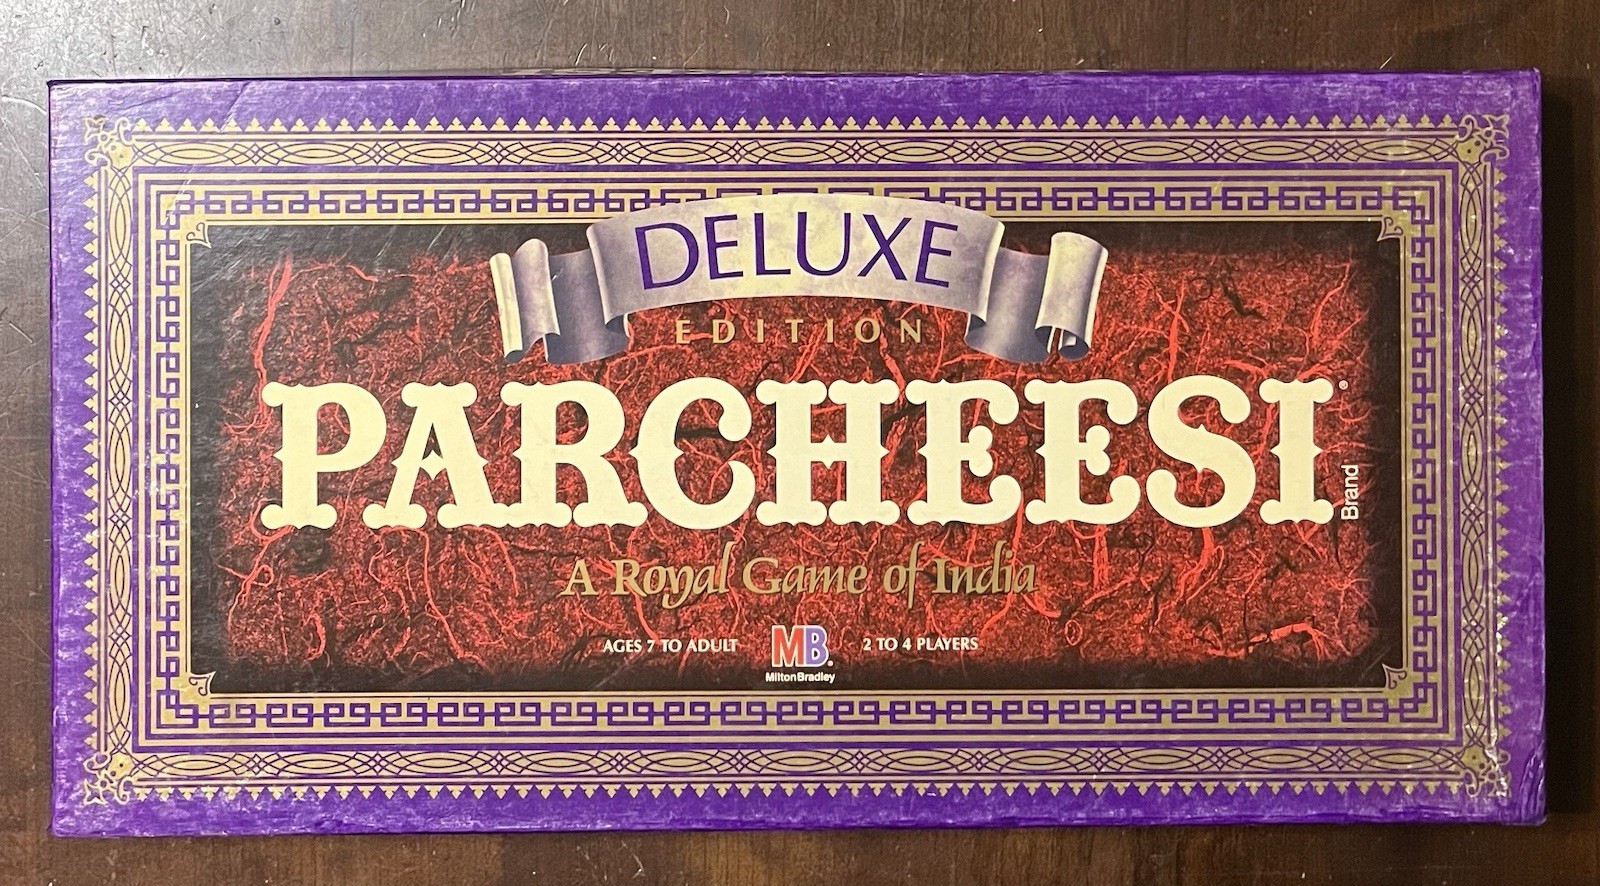 DELUXE
EDITION
PARCHEESI®
Brand
A Royal Game of India
AGES 7 TO ADULT MB® 2 TO 4 PLAYERS
Milton Bradley